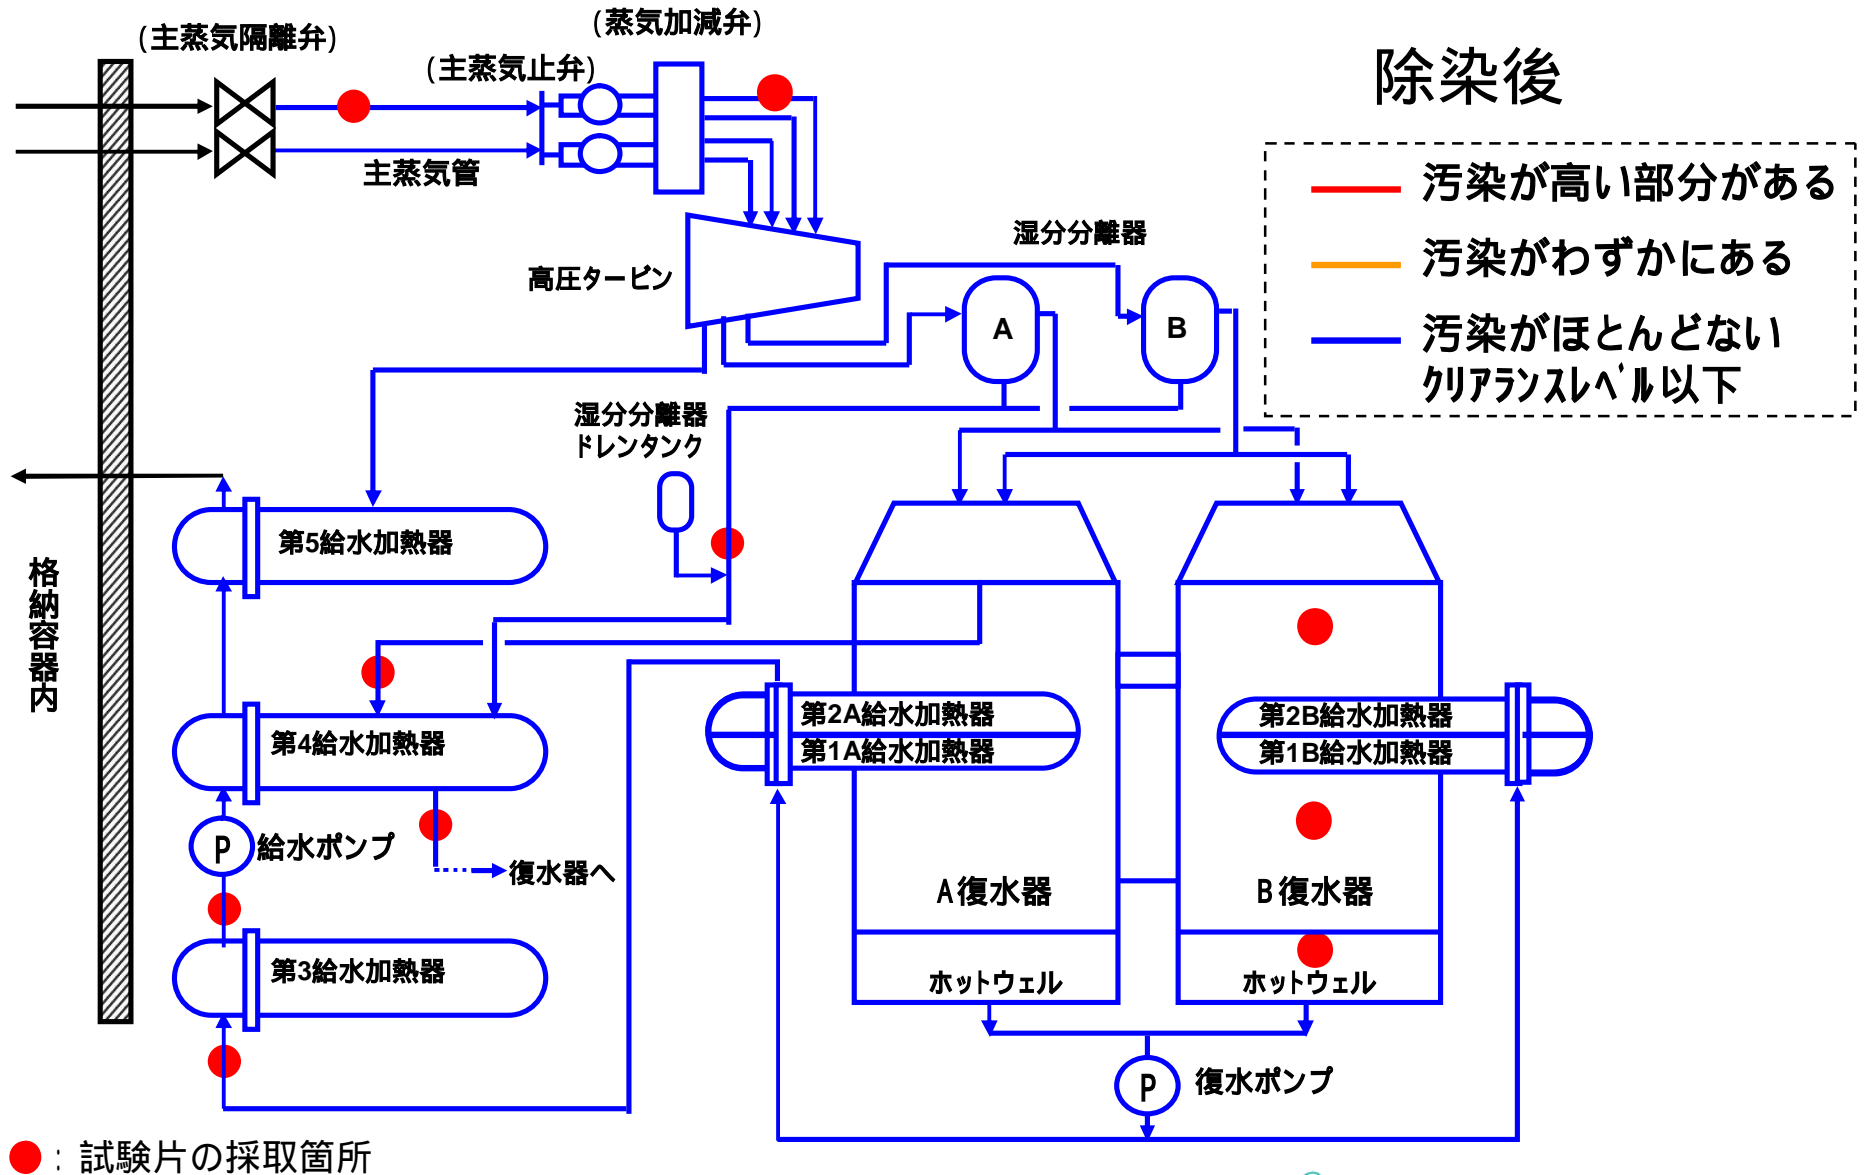 (主蒸気隔離弁)
(主蒸気止弁)
(蒸気加減弁)
除染後
主蒸気管
汚染が高い部分がある
汚染がわずかにある
汚染がほとんどない
クリアランスレベル以下
湿分分離器
高圧タービン
A
B
湿分分離器
ドレンタンク
第5給水加熱器
格納容器内
第4給水加熱器
第2A給水加熱器
第1A給水加熱器
第2B給水加熱器
第1B給水加熱器
P
給水ポンプ
復水器へ
A復水器
B復水器
第3給水加熱器
ホットウェル
ホットウェル
P
復水ポンプ
: 試験片の採取箇所